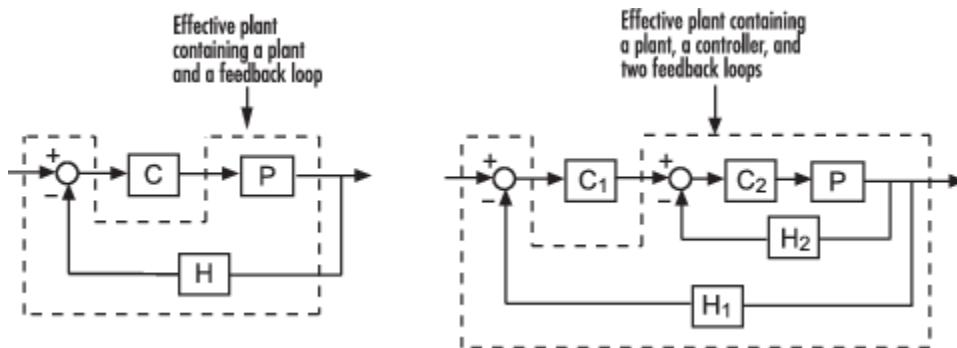 Effective plant
containing a plant
and a feedback loop
+
−
C
P
H
Effective plant containing
a plant, a controller, and
two feedback loops
+
−
C1
+
−
C2
P
H2
H1